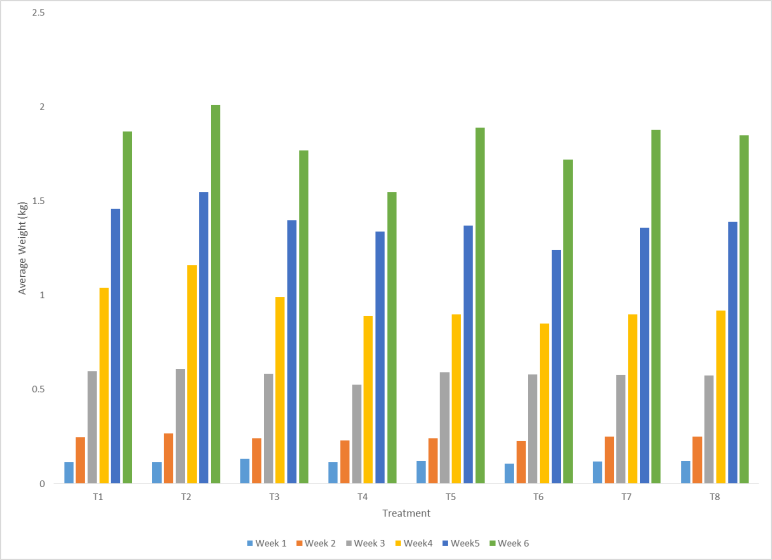 2.5
2
1.5
1
0.5
0
Average Weight (kg)
T1 T2 T3 T4 T5 T6 T7 T8
Treatment
Week 1 Week 2 Week 3 Week4 Week5 Week 6